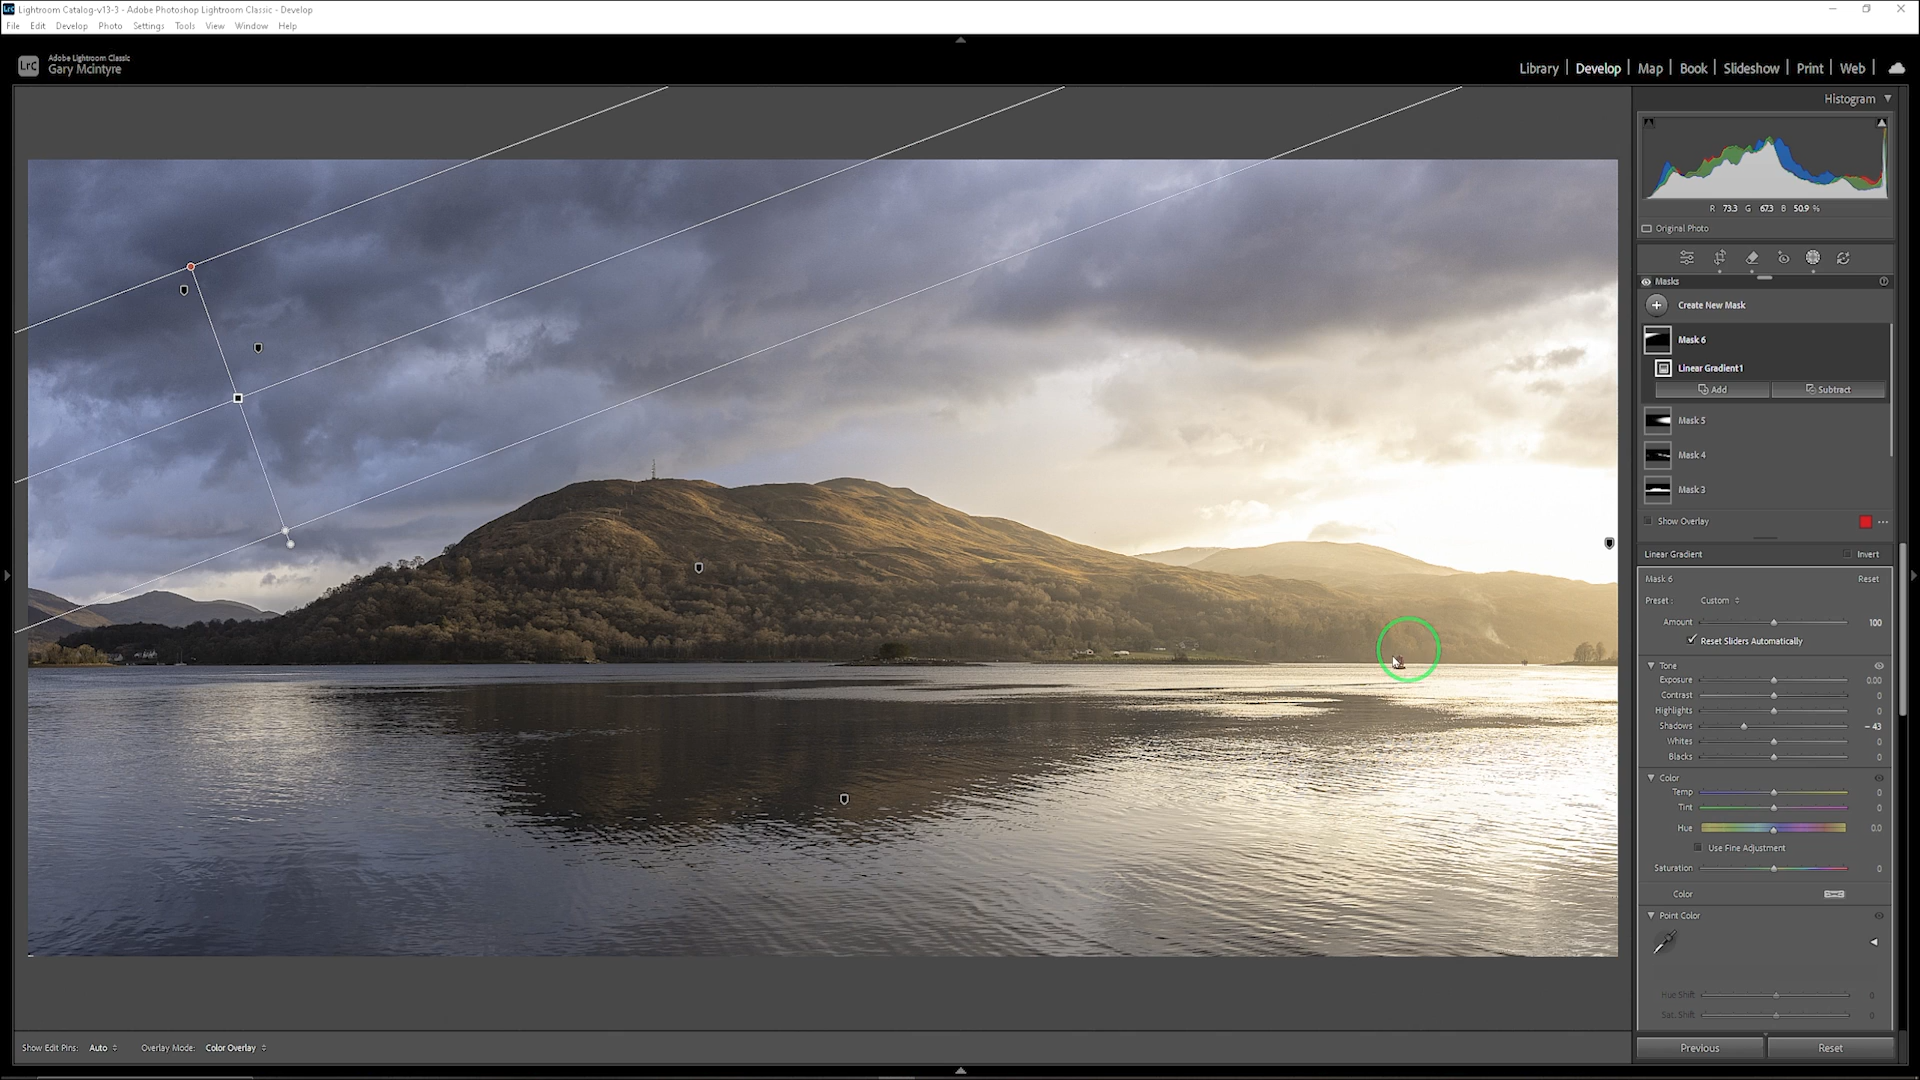 Lightroom Catalog-v13-3 - Adobe Photoshop Lightroom Classic - Develop
File Edit Develop Photo Settings Tools View Window Help
LrC
Adobe Lightroom Classic
Gary Mcintyre
Library | Develop | Map | Book | Slideshow | Print | Web |
Histogram
R 73.3 G 67.3 B 50.9 %
Original Photo
Masks
Create New Mask
Mask 6
Linear Gradient 1
Add Subtract
Mask 5
Mask 4
Mask 3
Show Overlay
Linear Gradient Invert
Mask 6 Reset
Preset : Custom
Amount 100
Reset Sliders Automatically
Tone
Exposure 0.00
Contrast 0
Highlights 0
Shadows – 43
Whites 0
Blacks 0
Color
Temp 0
Tint 0
Hue 0.0
Use Fine Adjustment
Saturation 0
Color
Point Color
Hue Shift 0
Sat. Shift 0
Show Edit Pins: Auto Overlay Mode: Color Overlay
Previous Reset